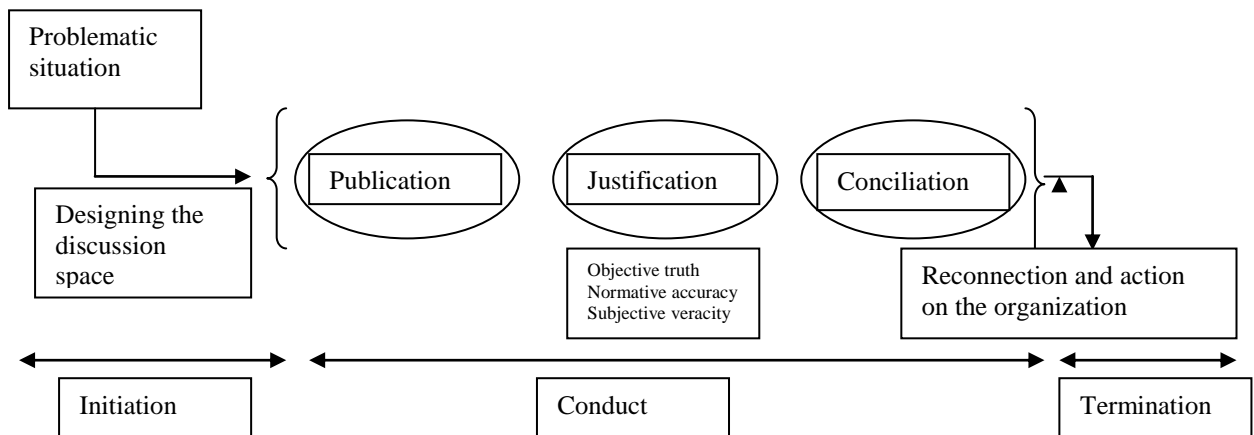 Problematic
situation
Designing the
discussion
space
Publication
Justification
Conciliation
Objective truth
Normative accuracy
Subjective veracity
Reconnection and action
on the organization
Initiation
Conduct
Termination